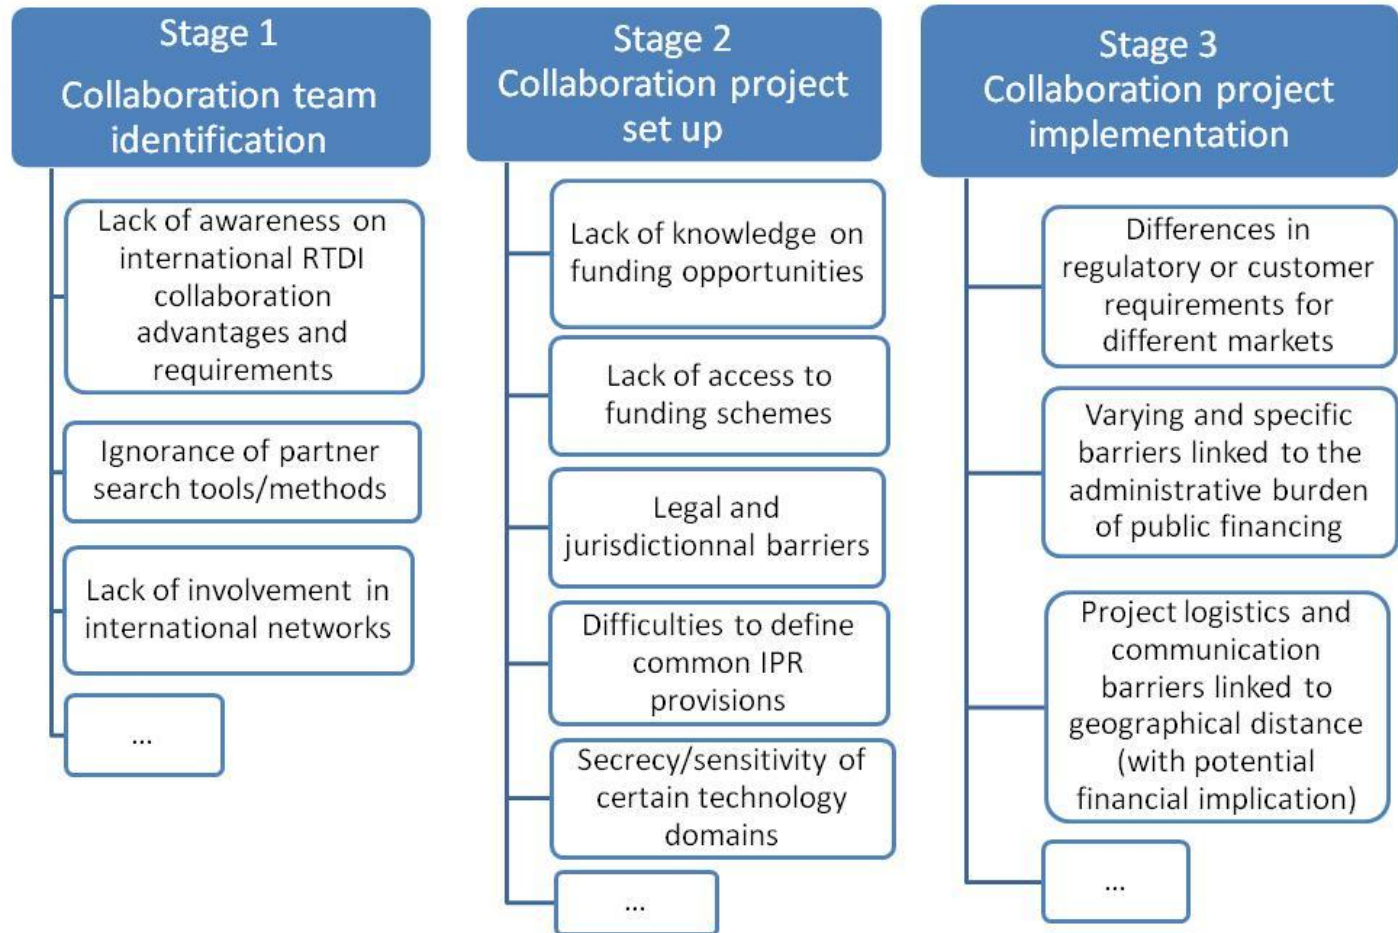 Stage 1
Collaboration team
identification
Lack of awareness on
international RTDI
collaboration
advantages and
requirements
Ignorance of partner
search tools/methods
Lack of involvement in
international networks
...
Stage 2
Collaboration project
set up
Lack of knowledge on
funding opportunities
Lack of access to
funding schemes
Legal and
jurisdictionnal barriers
Difficulties to define
common IPR
provisions
Secrecy/sensitivity of
certain technology
domains
...
Stage 3
Collaboration project
implementation
Differences in
regulatory or customer
requirements for
different markets
Varying and specific
barriers linked to the
administrative burden
of public financing
Project logistics and
communication
barriers linked to
geographical distance
(with potential
financial implication)
...